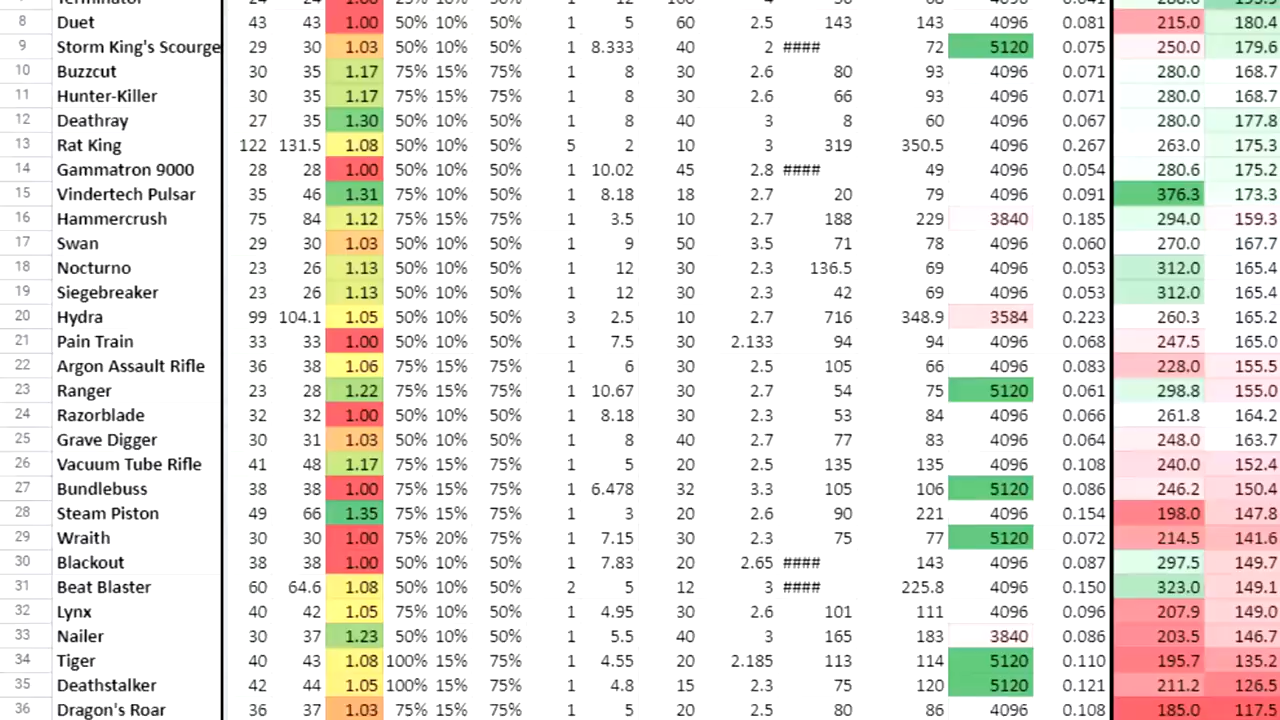 8 Duet 43 43 1.00 50% 10% 50% 1 5 60 2.5 143 143 4096 0.081 215.0 180.4
9 Storm King's Scourge 29 30 1.03 50% 10% 50% 1 8.333 40 2 #### 72 5120 0.075 250.0 179.6
10 Buzzcut 30 35 1.17 75% 15% 75% 1 8 30 2.6 80 93 4096 0.071 280.0 168.7
11 Hunter-Killer 30 35 1.17 75% 15% 75% 1 8 30 2.6 66 93 4096 0.071 280.0 168.7
12 Deathray 27 35 1.30 50% 10% 50% 1 8 40 3 8 60 4096 0.067 280.0 177.8
13 Rat King 122 131.5 1.08 50% 10% 50% 5 2 10 3 319 350.5 4096 0.267 263.0 175.3
14 Gammatron 9000 28 28 1.00 50% 10% 50% 1 10.02 45 2.8 #### 49 4096 0.054 280.6 175.2
15 Vindertech Pulsar 35 46 1.31 75% 10% 50% 1 8.18 18 2.7 20 79 4096 0.091 376.3 173.3
16 Hammercrush 75 84 1.12 75% 15% 75% 1 3.5 10 2.7 188 229 3840 0.185 294.0 159.3
17 Swan 29 30 1.03 50% 10% 50% 1 9 50 3.5 71 78 4096 0.060 270.0 167.7
18 Nocturno 23 26 1.13 50% 10% 50% 1 12 30 2.3 136.5 69 4096 0.053 312.0 165.4
19 Siegebreaker 23 26 1.13 50% 10% 50% 1 12 30 2.3 42 69 4096 0.053 312.0 165.4
20 Hydra 99 104.1 1.05 50% 10% 50% 3 2.5 10 2.7 716 348.9 3584 0.223 260.3 165.2
21 Pain Train 33 33 1.00 50% 10% 50% 1 7.5 30 2.133 94 94 4096 0.068 247.5 165.0
22 Argon Assault Rifle 36 38 1.06 75% 15% 75% 1 6 30 2.5 105 66 4096 0.083 228.0 155.5
23 Ranger 23 28 1.22 75% 15% 75% 1 10.67 30 2.7 54 75 5120 0.061 298.8 155.0
24 Razorblade 32 32 1.00 50% 10% 50% 1 8.18 30 2.3 53 84 4096 0.066 261.8 164.2
25 Grave Digger 30 31 1.03 50% 10% 50% 1 8 40 2.7 77 83 4096 0.064 248.0 163.7
26 Vacuum Tube Rifle 41 48 1.17 75% 15% 75% 1 5 20 2.5 135 135 4096 0.108 240.0 152.4
27 Bundlebuss 38 38 1.00 75% 15% 75% 1 6.478 32 3.3 105 106 5120 0.086 246.2 150.4
28 Steam Piston 49 66 1.35 75% 15% 75% 1 3 20 2.6 90 221 4096 0.154 198.0 147.8
29 Wraith 30 30 1.00 75% 20% 75% 1 7.15 30 2.3 75 77 5120 0.072 214.5 141.6
30 Blackout 38 38 1.00 50% 10% 50% 1 7.83 20 2.65 #### 143 4096 0.087 297.5 149.7
31 Beat Blaster 60 64.6 1.08 50% 10% 50% 2 5 12 3 #### 225.8 4096 0.150 323.0 149.1
32 Lynx 40 42 1.05 75% 10% 50% 1 4.95 30 2.6 101 111 4096 0.096 207.9 149.0
33 Nailer 30 37 1.23 50% 10% 50% 1 5.5 40 3 165 183 3840 0.086 203.5 146.7
34 Tiger 40 43 1.08 100% 15% 75% 1 4.55 20 2.185 113 114 5120 0.110 195.7 135.2
35 Deathstalker 42 44 1.05 100% 15% 75% 1 4.8 15 2.3 75 120 5120 0.121 211.2 126.5
36 Dragon's Roar 36 37 1.03 75% 15% 75% 1 5 20 2.5 80 86 4096 0.108 185.0 117.5